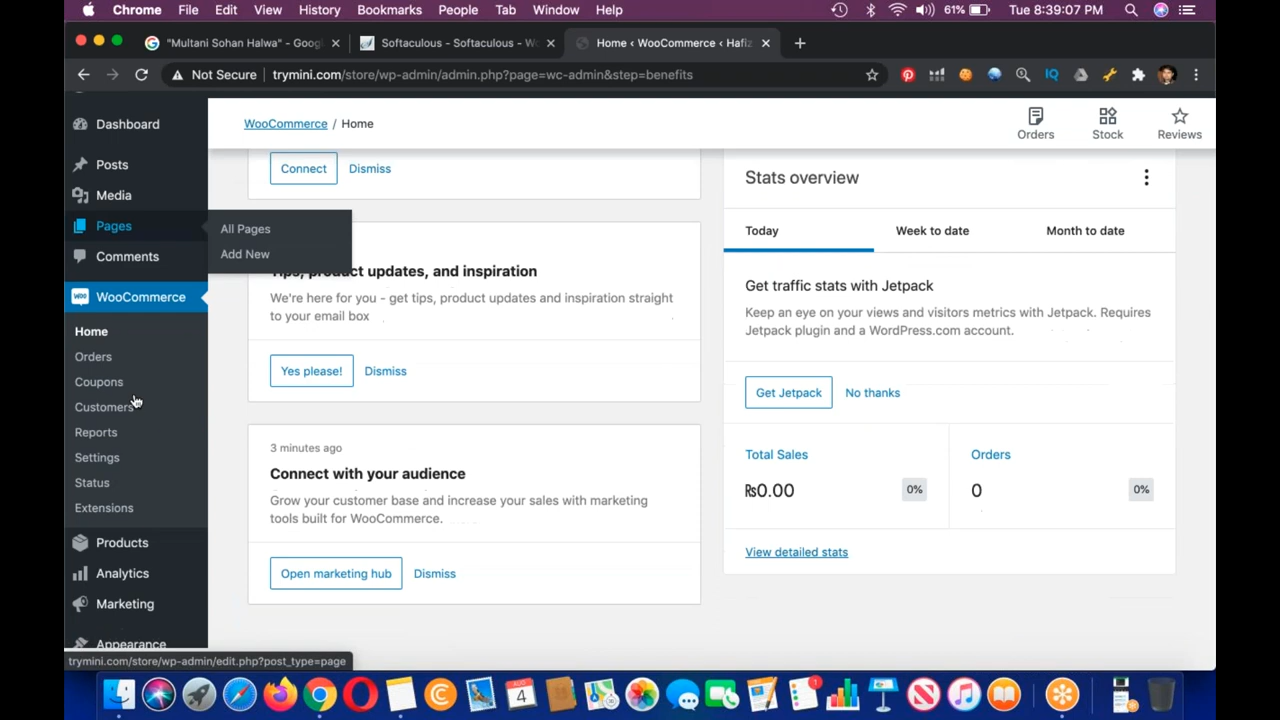 Chrome File Edit View History Bookmarks People Tab Window Help 61% Tue 8:39:07 PM
"Multani Sohan Halwa" - Goog
Softaculous - Softaculous - Wo
Home ‹ WooCommerce ‹ Hafiz
Not Secure trymini.com/store/wp-admin/admin.php?page=wc-admin&step=benefits
IQ
Dashboard
Posts
Media
Pages
All Pages
Add New
Comments
WooCommerce
Home
Orders
Coupons
Customers
Reports
Settings
Status
Extensions
Products
Analytics
Marketing
Appearance
WooCommerce / Home
Orders Stock Reviews
Connect Dismiss
Tips, product updates, and inspiration
We're here for you - get tips, product updates and inspiration straight
to your email box
Yes please! Dismiss
3 minutes ago
Connect with your audience
Grow your customer base and increase your sales with marketing
tools built for WooCommerce.
Open marketing hub Dismiss
Stats overview
Today Week to date Month to date
Get traffic stats with Jetpack
Keep an eye on your views and visitors metrics with Jetpack. Requires
Jetpack plugin and a WordPress.com account.
Get Jetpack No thanks
Total Sales Orders
₨0.00 0% 0 0%
View detailed stats
trymini.com/store/wp-admin/edit.php?post_type=page
4
1